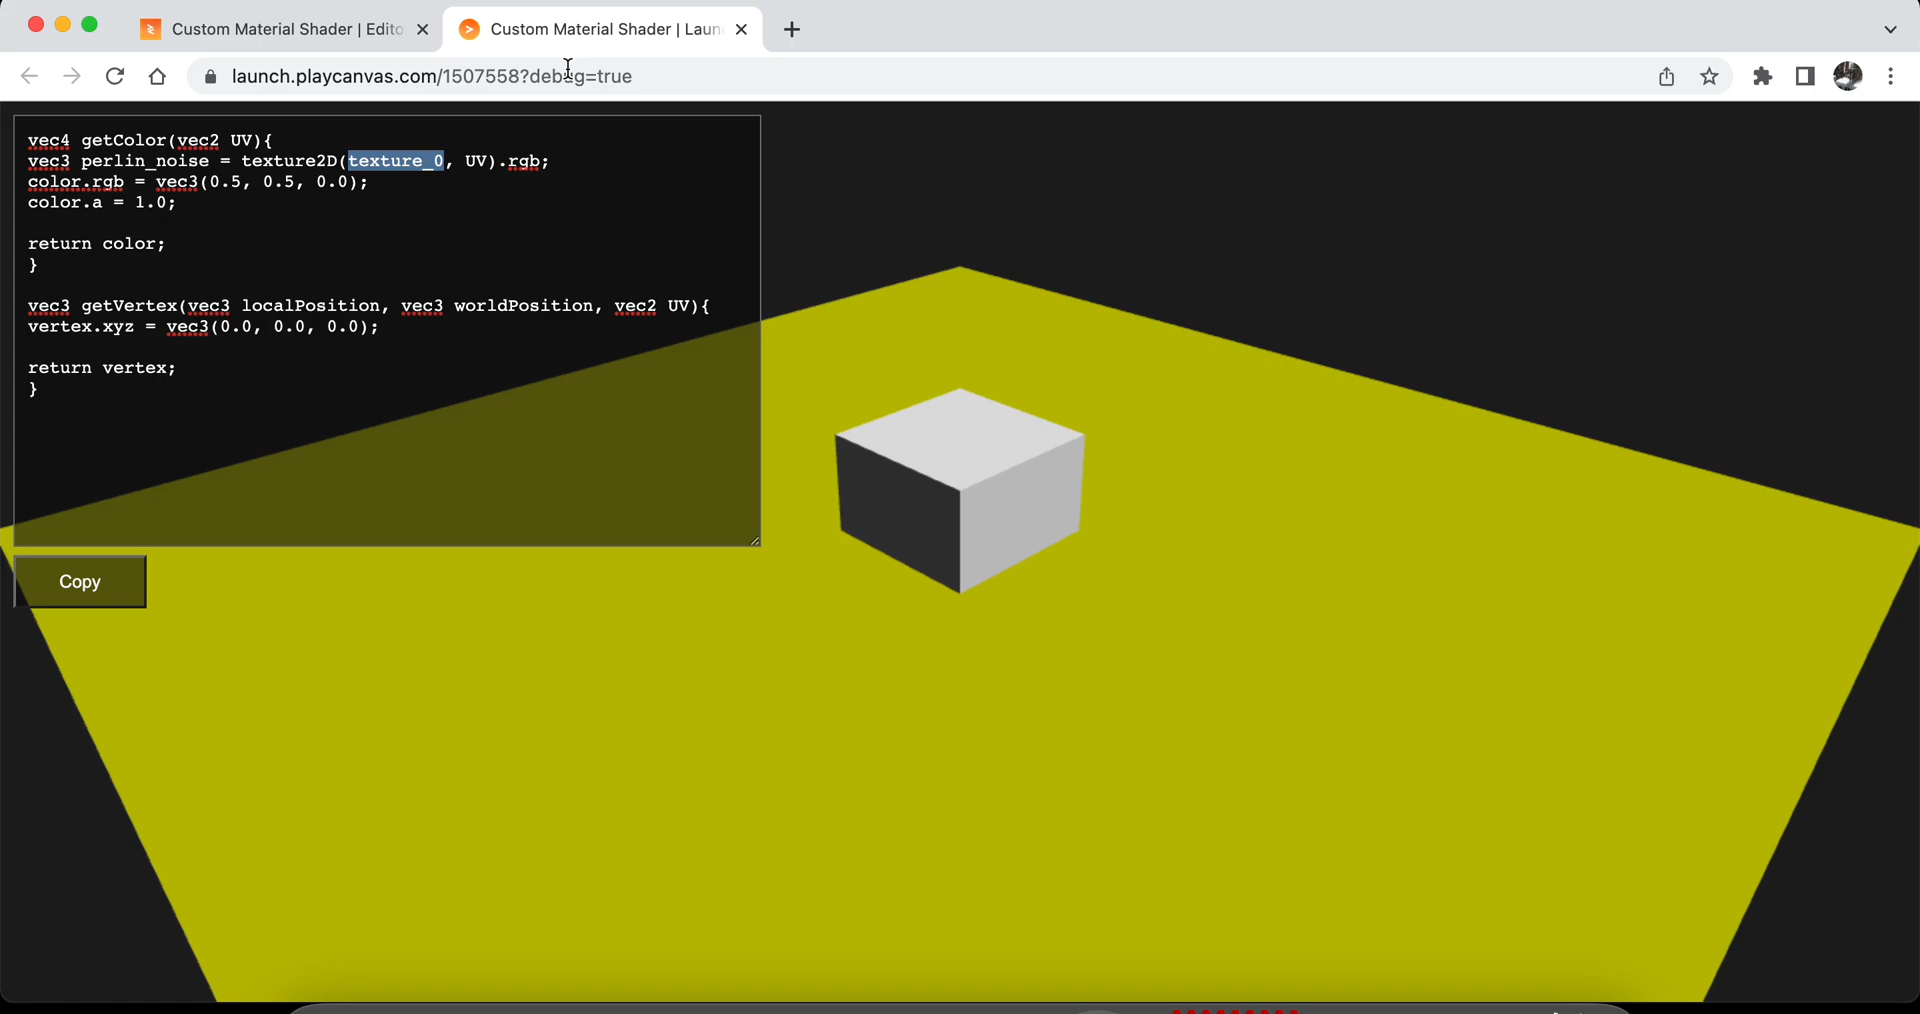 Custom Material Shader | Edito
Custom Material Shader | Laun
launch.playcanvas.com/1507558?debug=true
vec4 getColor(vec2 UV){
vec3 perlin_noise = texture2D(texture_0, UV).rgb;
color.rgb = vec3(0.5, 0.5, 0.0);
color.a = 1.0;
return color;
}
vec3 getVertex(vec3 localPosition, vec3 worldPosition, vec2 UV){
vertex.xyz = vec3(0.0, 0.0, 0.0);
return vertex;
}
Copy